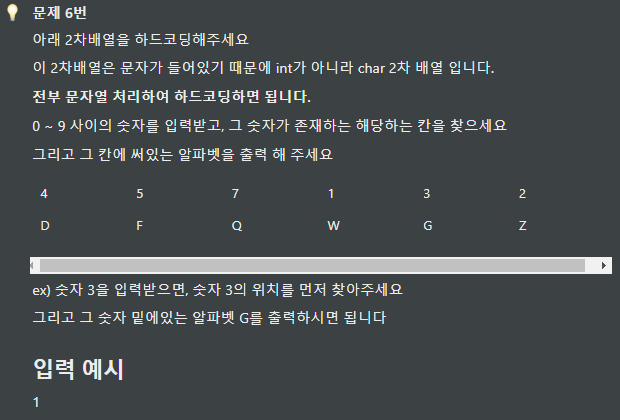 문제 6번
아래 2차배열을 하드코딩해주세요
이 2차배열은 문자가 들어있기 때문에 int가 아니라 char 2차 배열 입니다.
전부 문자열 처리하여 하드코딩하면 됩니다.
0 ~ 9 사이의 숫자를 입력받고, 그 숫자가 존재하는 해당하는 칸을 찾으세요
그리고 그 칸에 써있는 알파벳을 출력 해 주세요
4 5 7 1 3 2
D F Q W G Z
ex) 숫자 3을 입력받으면, 숫자 3의 위치를 먼저 찾아주세요
그리고 그 숫자 밑에있는 알파벳 G를 출력하시면 됩니다
입력 예시
1